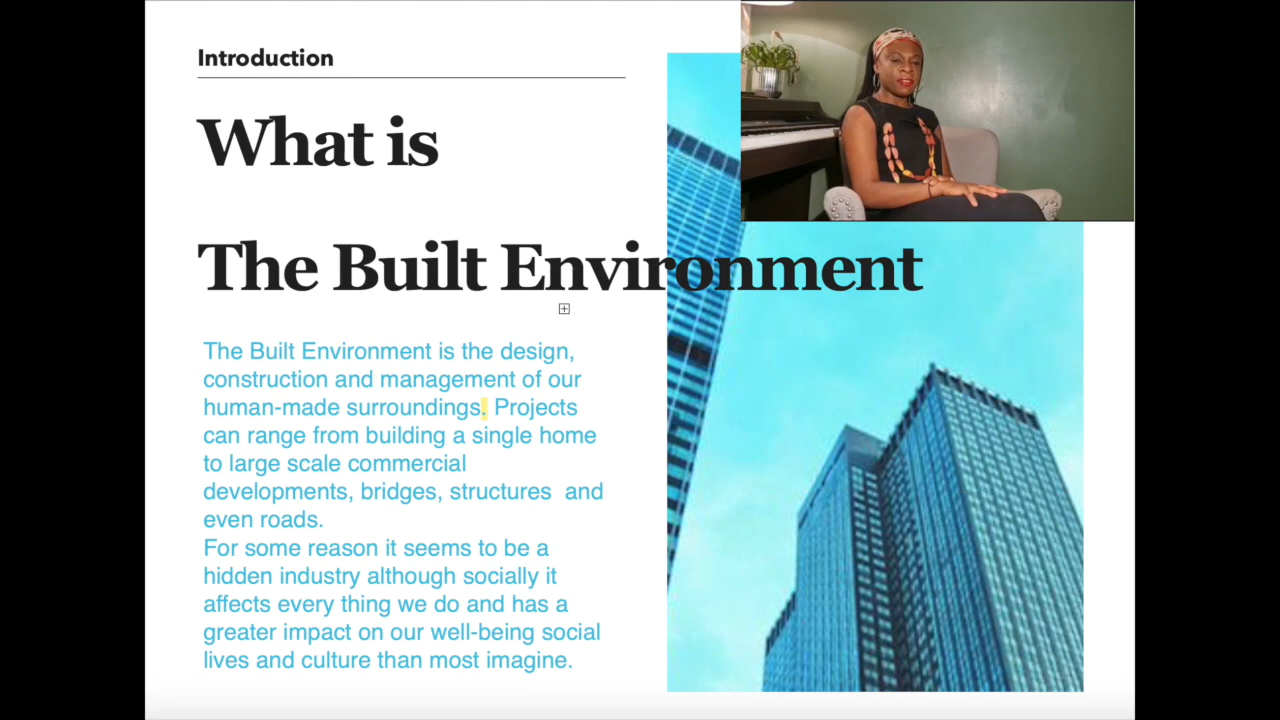 Introduction
What is
The Built Environment
The Built Environment is the design,
construction and management of our
human-made surroundings. Projects
can range from building a single home
to large scale commercial
developments, bridges, structures  and
even roads.
For some reason it seems to be a
hidden industry although socially it
affects every thing we do and has a
greater impact on our well-being social
lives and culture than most imagine.